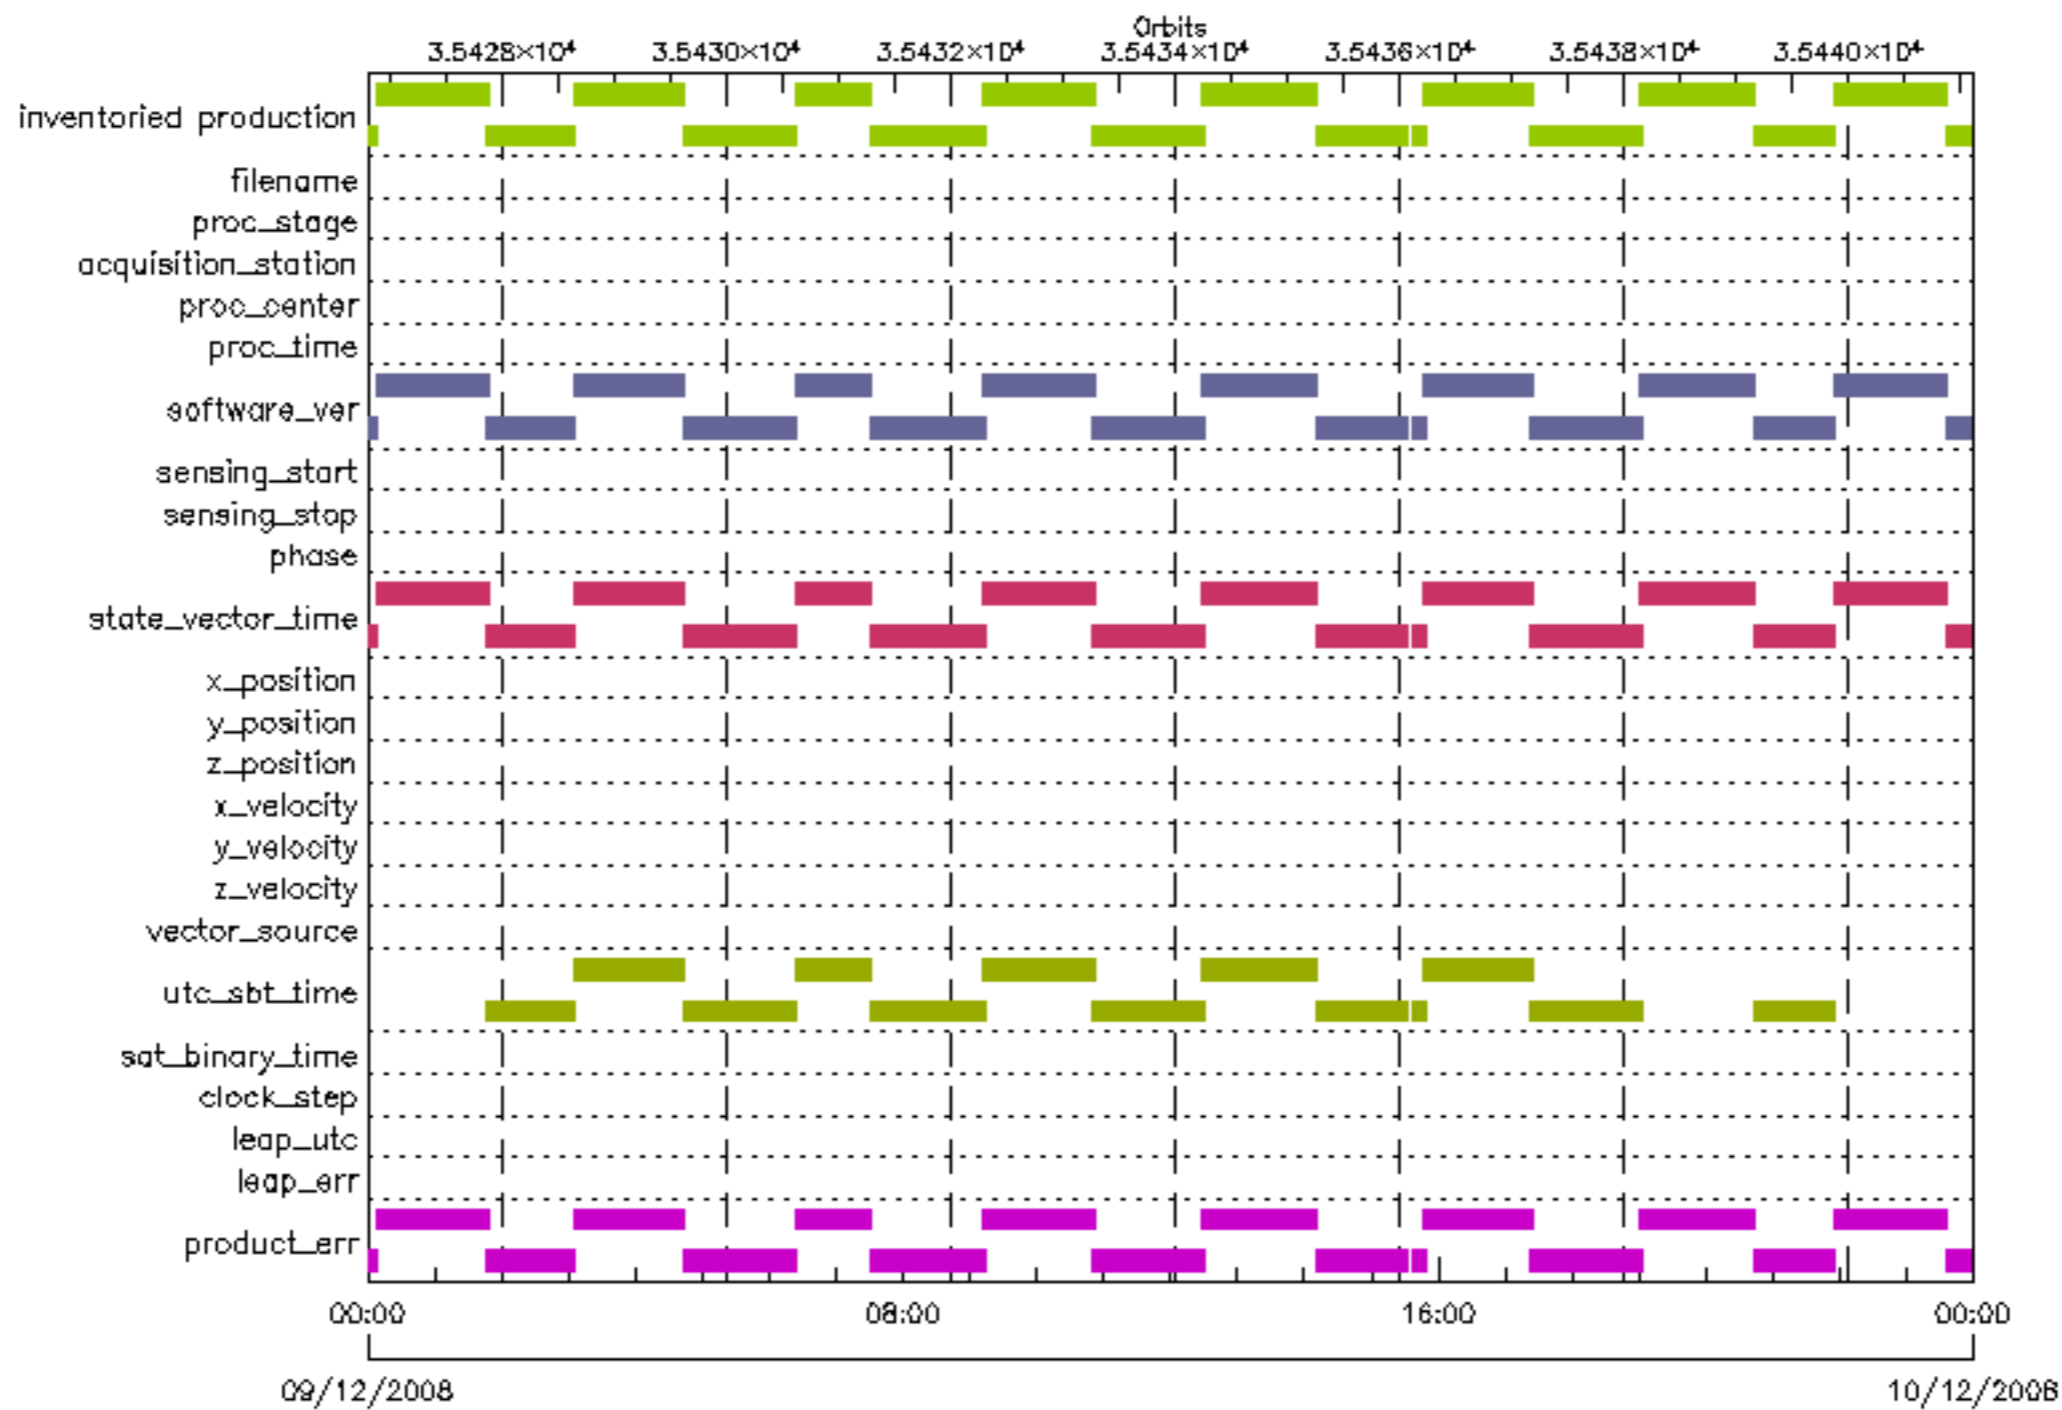 Orbits
3.5428×10⁴ 3.5430×10⁴ 3.5432×10⁴ 3.5434×10⁴ 3.5436×10⁴ 3.5438×10⁴ 3.5440×10⁴
inventoried production
filename
proc_stage
acquisition_station
proc_center
proc_time
software_ver
sensing_start
sensing_stop
phase
state_vector_time
x_position
y_position
z_position
x_velocity
y_velocity
z_velocity
vector_source
utc_sbt_time
sat_binary_time
clock_step
leap_utc
leap_err
product_err
00:00 08:00 16:00 00:00
09/12/2008 10/12/2008